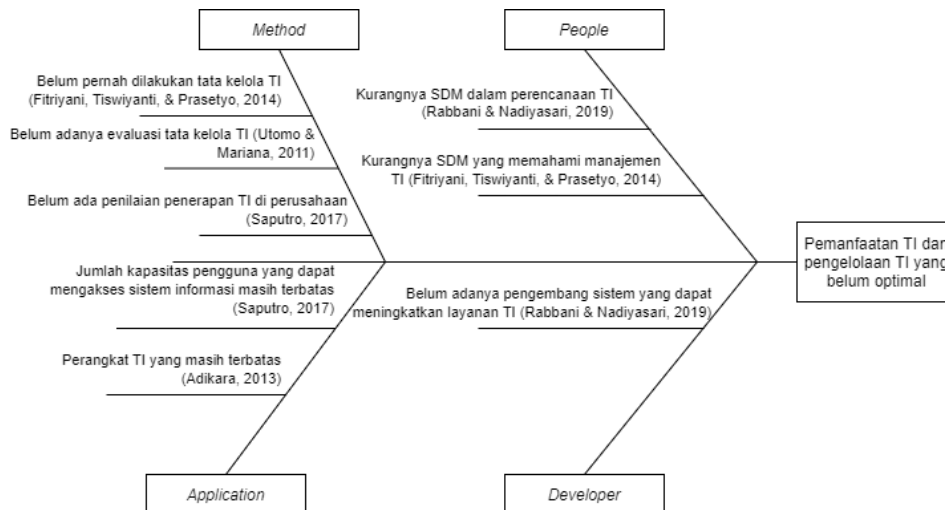 Method
People
Belum pernah dilakukan tata kelola TI
(Fitriyani, Tiswiyanti, & Prasetyo, 2014)
Belum adanya evaluasi tata kelola TI (Utomo &
Mariana, 2011)
Belum ada penilaian penerapan TI di perusahaan
(Saputro, 2017)
Kurangnya SDM dalam perencanaan TI
(Rabbani & Nadiyasari, 2019)
Kurangnya SDM yang memahami manajemen
TI (Fitriyani, Tiswiyanti, & Prasetyo, 2014)
Pemanfaatan TI dan
pengelolaan TI yang
belum optimal
Jumlah kapasitas pengguna yang dapat
mengakses sistem informasi masih terbatas
(Saputro, 2017)
Perangkat TI yang masih terbatas
(Adikara, 2013)
Belum adanya pengembang sistem yang dapat
meningkatkan layanan TI (Rabbani & Nadiyasari, 2019)
Application
Developer